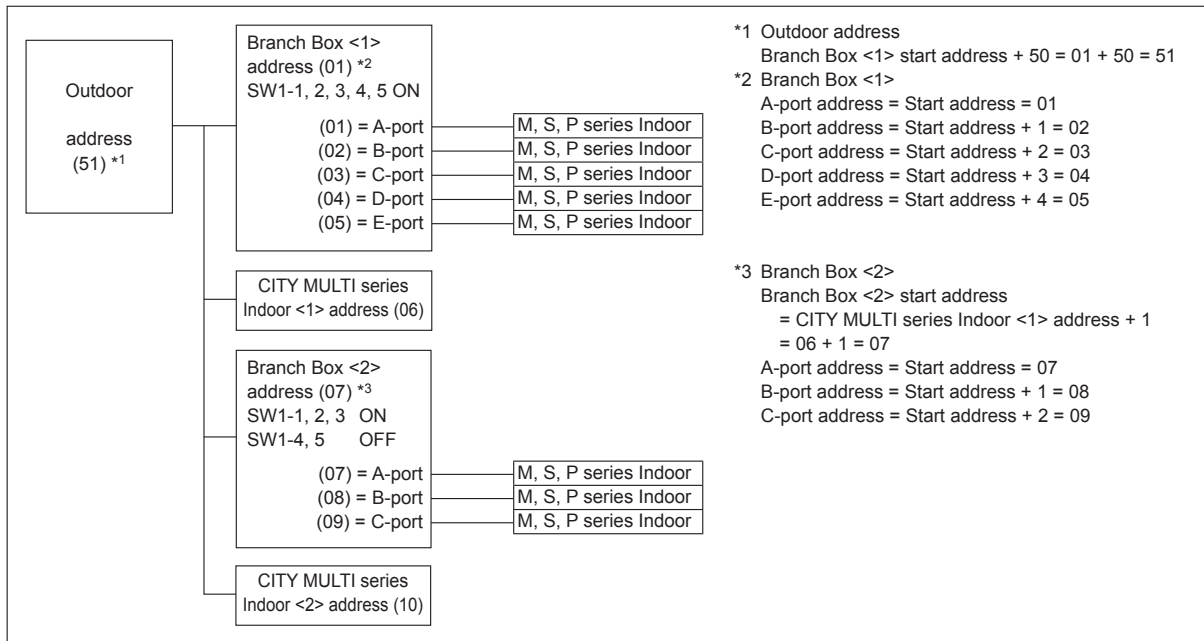 Outdoor
address
(51) *1
Branch Box <1>
address (01) *2
SW1-1, 2, 3, 4, 5 ON
(01) = A-port
(02) = B-port
(03) = C-port
(04) = D-port
(05) = E-port
M, S, P series Indoor
M, S, P series Indoor
M, S, P series Indoor
M, S, P series Indoor
M, S, P series Indoor
CITY MULTI series
Indoor <1> address (06)
Branch Box <2>
address (07) *3
SW1-1, 2, 3 ON
SW1-4, 5 OFF
(07) = A-port
(08) = B-port
(09) = C-port
M, S, P series Indoor
M, S, P series Indoor
M, S, P series Indoor
CITY MULTI series
Indoor <2> address (10)
*1 Outdoor address
Branch Box <1> start address + 50 = 01 + 50 = 51
*2 Branch Box <1>
A-port address = Start address = 01
B-port address = Start address + 1 = 02
C-port address = Start address + 2 = 03
D-port address = Start address + 3 = 04
E-port address = Start address + 4 = 05
*3 Branch Box <2>
Branch Box <2> start address
= CITY MULTI series Indoor <1> address + 1
= 06 + 1 = 07
A-port address = Start address = 07
B-port address = Start address + 1 = 08
C-port address = Start address + 2 = 09